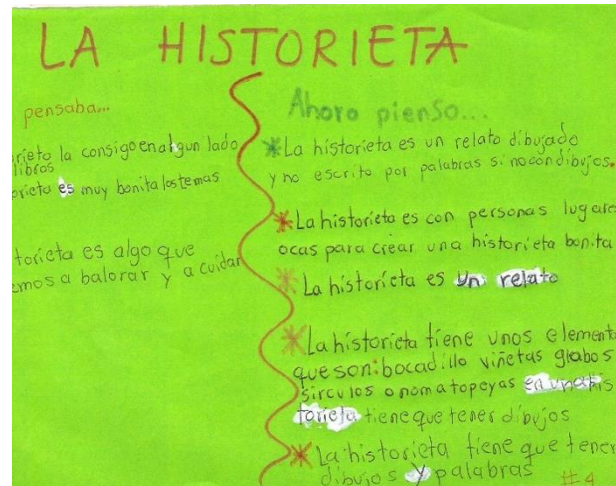 LA HISTORIETA
pensaba...
rieta la consigo en algun lado
libros
orieta es muy bonita los temas
torieta es algo que
emos a balorar y a cuidar
Ahora pienso...
La historieta es un relato dibujado
y no escrito por palabras si no con dibujos.
La historieta es con personas lugare
ocas para crear una historieta bonita
La historieta es un relato
La historieta tiene unos elemento
que son: bocadillo viñetas globos
sirculos onomatopeyas en una his
torieta tiene que tener dibujos
La historieta tiene que tener
dibujos y palabras #4